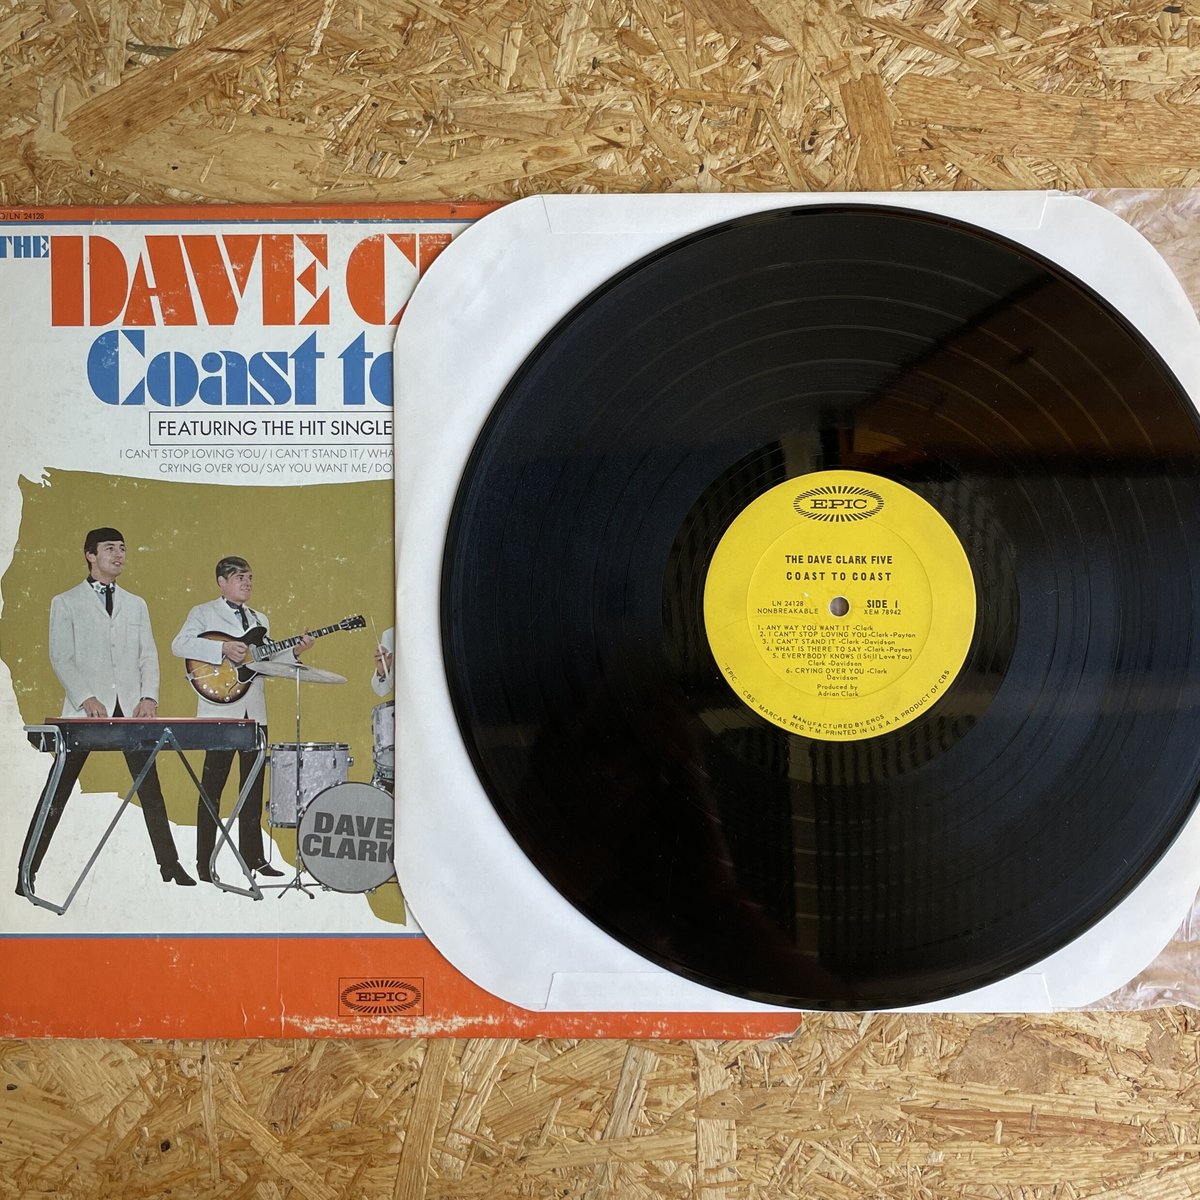 O/LN 24128
THE DAVE C
Coast to
FEATURING THE HIT SINGLE
I CAN'T STOP LOVING YOU/I CAN'T STAND IT/WHA
CRYING OVER YOU/SAY YOU WANT ME/DO
DAVE
CLARK
EPIC
EPIC
THE DAVE CLARK FIVE
COAST TO COAST
LN 24128
NONBREAKABLE
SIDE I
XEM 78942
1. ANY WAY YOU WANT IT -Clark
2. I CAN'T STOP LOVING YOU -Clark -Payton
3. I CAN'T STAND IT -Clark -Davidson
4. WHAT IS THERE TO SAY -Clark -Payton
5. EVERYBODY KNOWS (I Still Love You)
Clark -Davidson
6. CRYING OVER YOU -Clark
Davidson
Produced by
Adrian Clark
MANUFACTURED BY EROS
"EPIC", "CBS" MARCAS REG. T.M. PRINTED IN U.S.A. A PRODUCT OF CBS